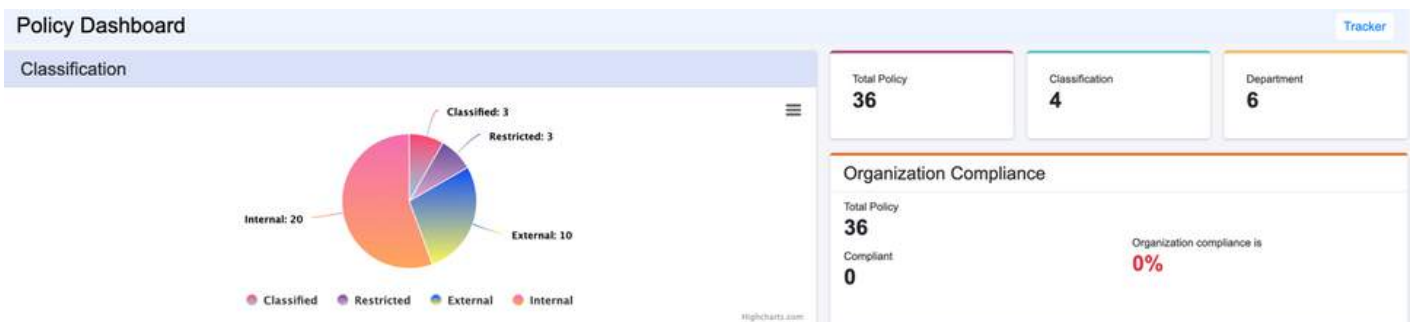 Policy Dashboard
Tracker
Classification
Classified: 3
Restricted: 3
Internal: 20
External: 10
Classified Restricted External Internal
Highcharts.com
Total Policy
36
Classification
4
Department
6
Organization Compliance
Total Policy
36
Compliant
0
Organization compliance is
0%